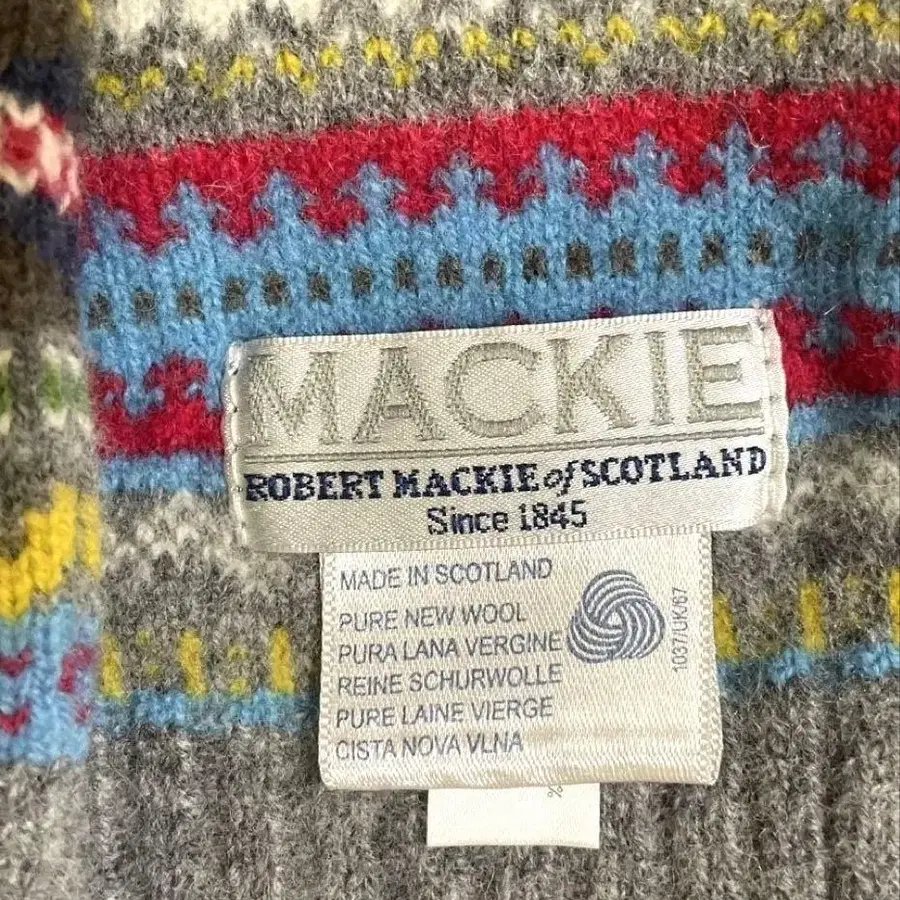 MACKIE
ROBERT MACKIE of SCOTLAND
Since 1845
MADE IN SCOTLAND
PURE NEW WOOL
PURA LANA VERGINE
REINE SCHURWOLLE
PURE LAINE VIERGE
CISTA NOVA VLNA
1037/UK/67
%